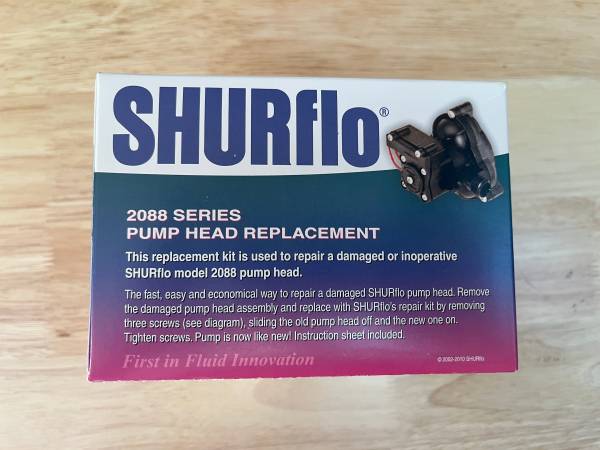 SHURflo®
2088 SERIES
PUMP HEAD REPLACEMENT
This replacement kit is used to repair a damaged or inoperative
SHURflo model 2088 pump head.
The fast, easy and economical way to repair a damaged SHURflo pump head. Remove
the damaged pump head assembly and replace with SHURflo's repair kit by removing
three screws (see diagram), sliding the old pump head off and the new one on.
Tighten screws. Pump is now like new! Instruction sheet included.
First in Fluid Innovation
© 2002-2010 SHURflo